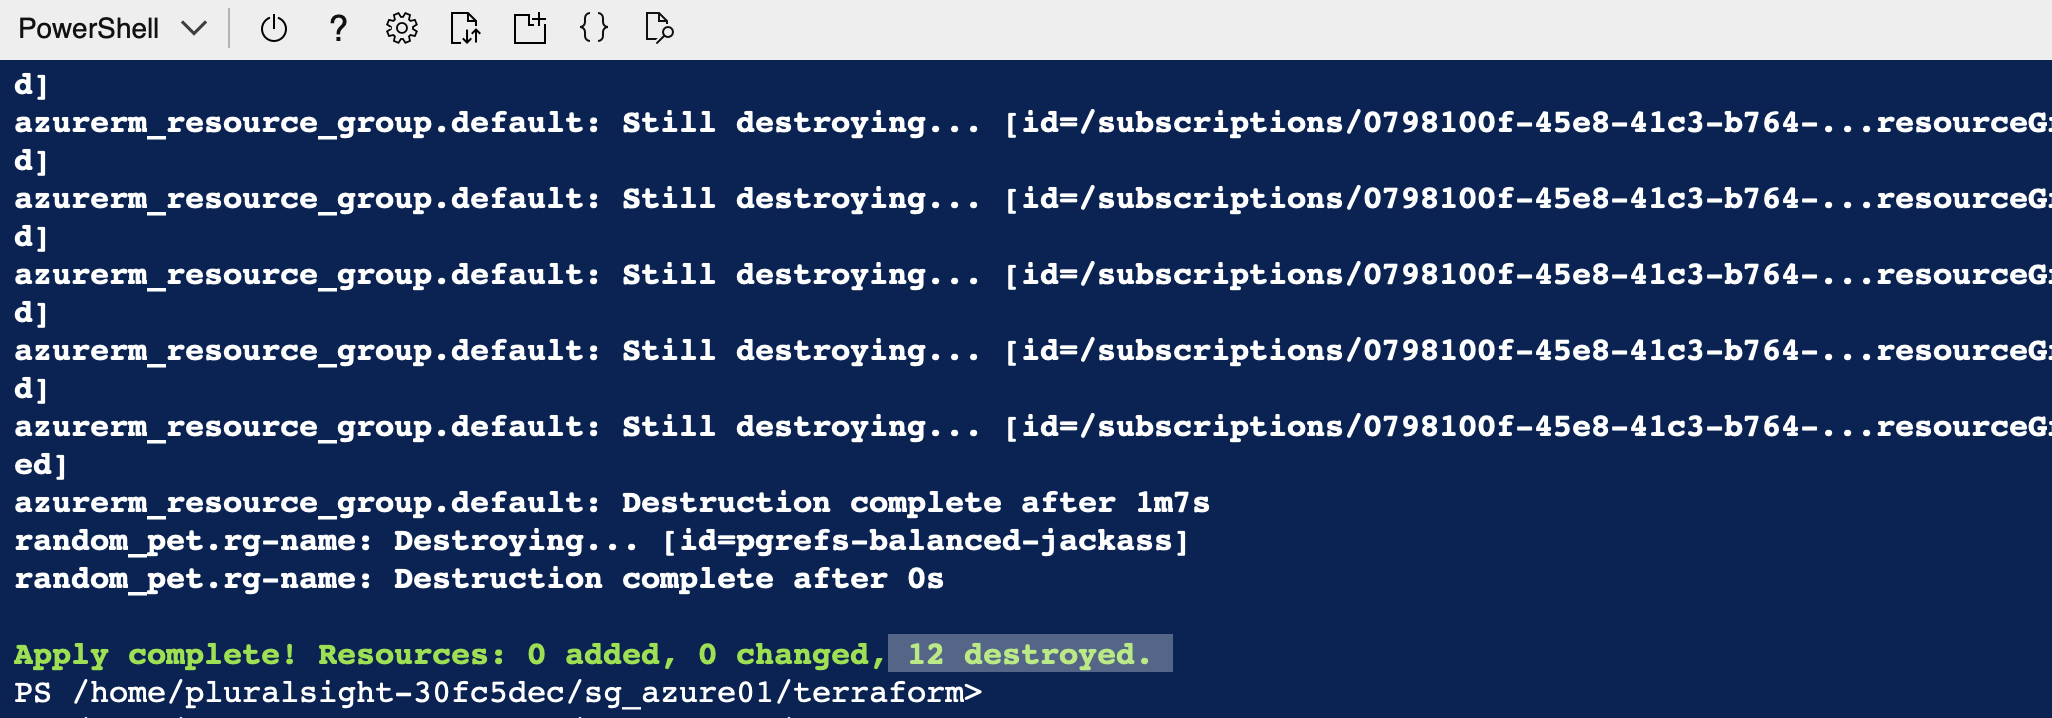 PowerShell
d]
azurerm_resource_group.default: Still destroying... [id=/subscriptions/0798100f-45e8-41c3-b764-...resourceG
d]
azurerm_resource_group.default: Still destroying... [id=/subscriptions/0798100f-45e8-41c3-b764-...resourceG
d]
azurerm_resource_group.default: Still destroying... [id=/subscriptions/0798100f-45e8-41c3-b764-...resourceG
d]
azurerm_resource_group.default: Still destroying... [id=/subscriptions/0798100f-45e8-41c3-b764-...resourceG
d]
azurerm_resource_group.default: Still destroying... [id=/subscriptions/0798100f-45e8-41c3-b764-...resourceG
ed]
azurerm_resource_group.default: Destruction complete after 1m7s
random_pet.rg-name: Destroying... [id=pgrefs-balanced-jackass]
random_pet.rg-name: Destruction complete after 0s
Apply complete! Resources: 0 added, 0 changed, 12 destroyed.
PS /home/pluralsight-30fc5dec/sg_azure01/terraform>